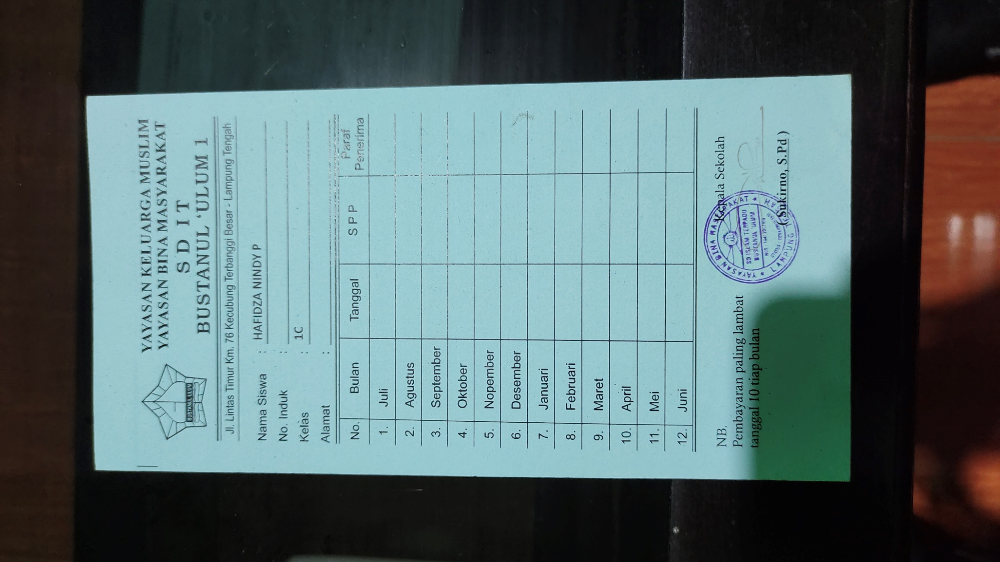 YAYASAN KELUARGA MUSLIM
YAYASAN BINA MASYARAKAT
S D I T
BUSTANUL 'ULUM 1
BUSTANUL ULUM
Jl. Lintas Timur Km. 76 Kecubung Terbanggi Besar - Lampung Tengah
Nama Siswa : HAFIDZA NINDY P
No. Induk :
Kelas : 1C
Alamat :
No. Bulan Tanggal S P P Paraf Penerima
1. Juli
2. Agustus
3. September
4. Oktober
5. Nopember
6. Desember
7. Januari
8. Februari
9. Maret
10. April
11. Mei
12. Juni
NB.
Pembayaran paling lambat
tanggal 10 tiap bulan
Kepala Sekolah
YAYASAN BINA MASYARAKAT
SD ISLAM TERPADU
BUSTANUL 'ULUM
LAMPUNG
(Sukirno, S.Pd)